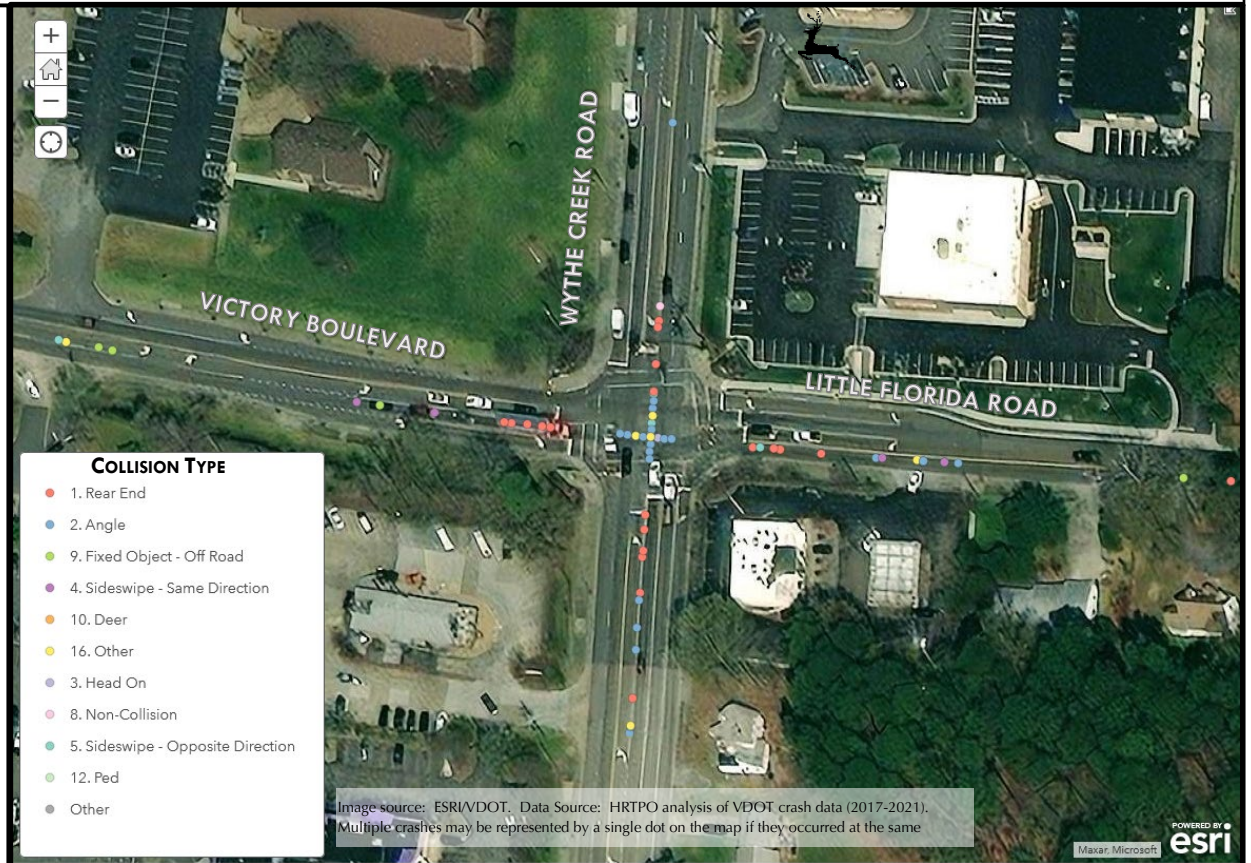 +
−
WYTHE CREEK ROAD
VICTORY BOULEVARD
LITTLE FLORIDA ROAD
COLLISION TYPE
1. Rear End
2. Angle
9. Fixed Object - Off Road
4. Sideswipe - Same Direction
10. Deer
16. Other
3. Head On
8. Non-Collision
5. Sideswipe - Opposite Direction
12. Ped
Other
Image source: ESRI/VDOT. Data Source: HRTPO analysis of VDOT crash data (2017-2021).
Multiple crashes may be represented by a single dot on the map if they occurred at the same
Maxar, Microsoft
POWERED BY
esri